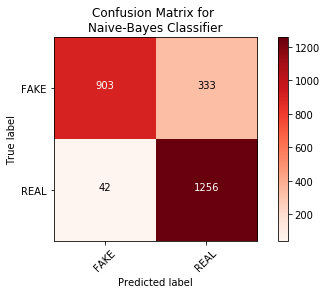 Confusion Matrix for
Naive-Bayes Classifier
True label
FAKE
903
333
REAL
42
1256
FAKE
REAL
Predicted label
1200
1000
800
600
400
200